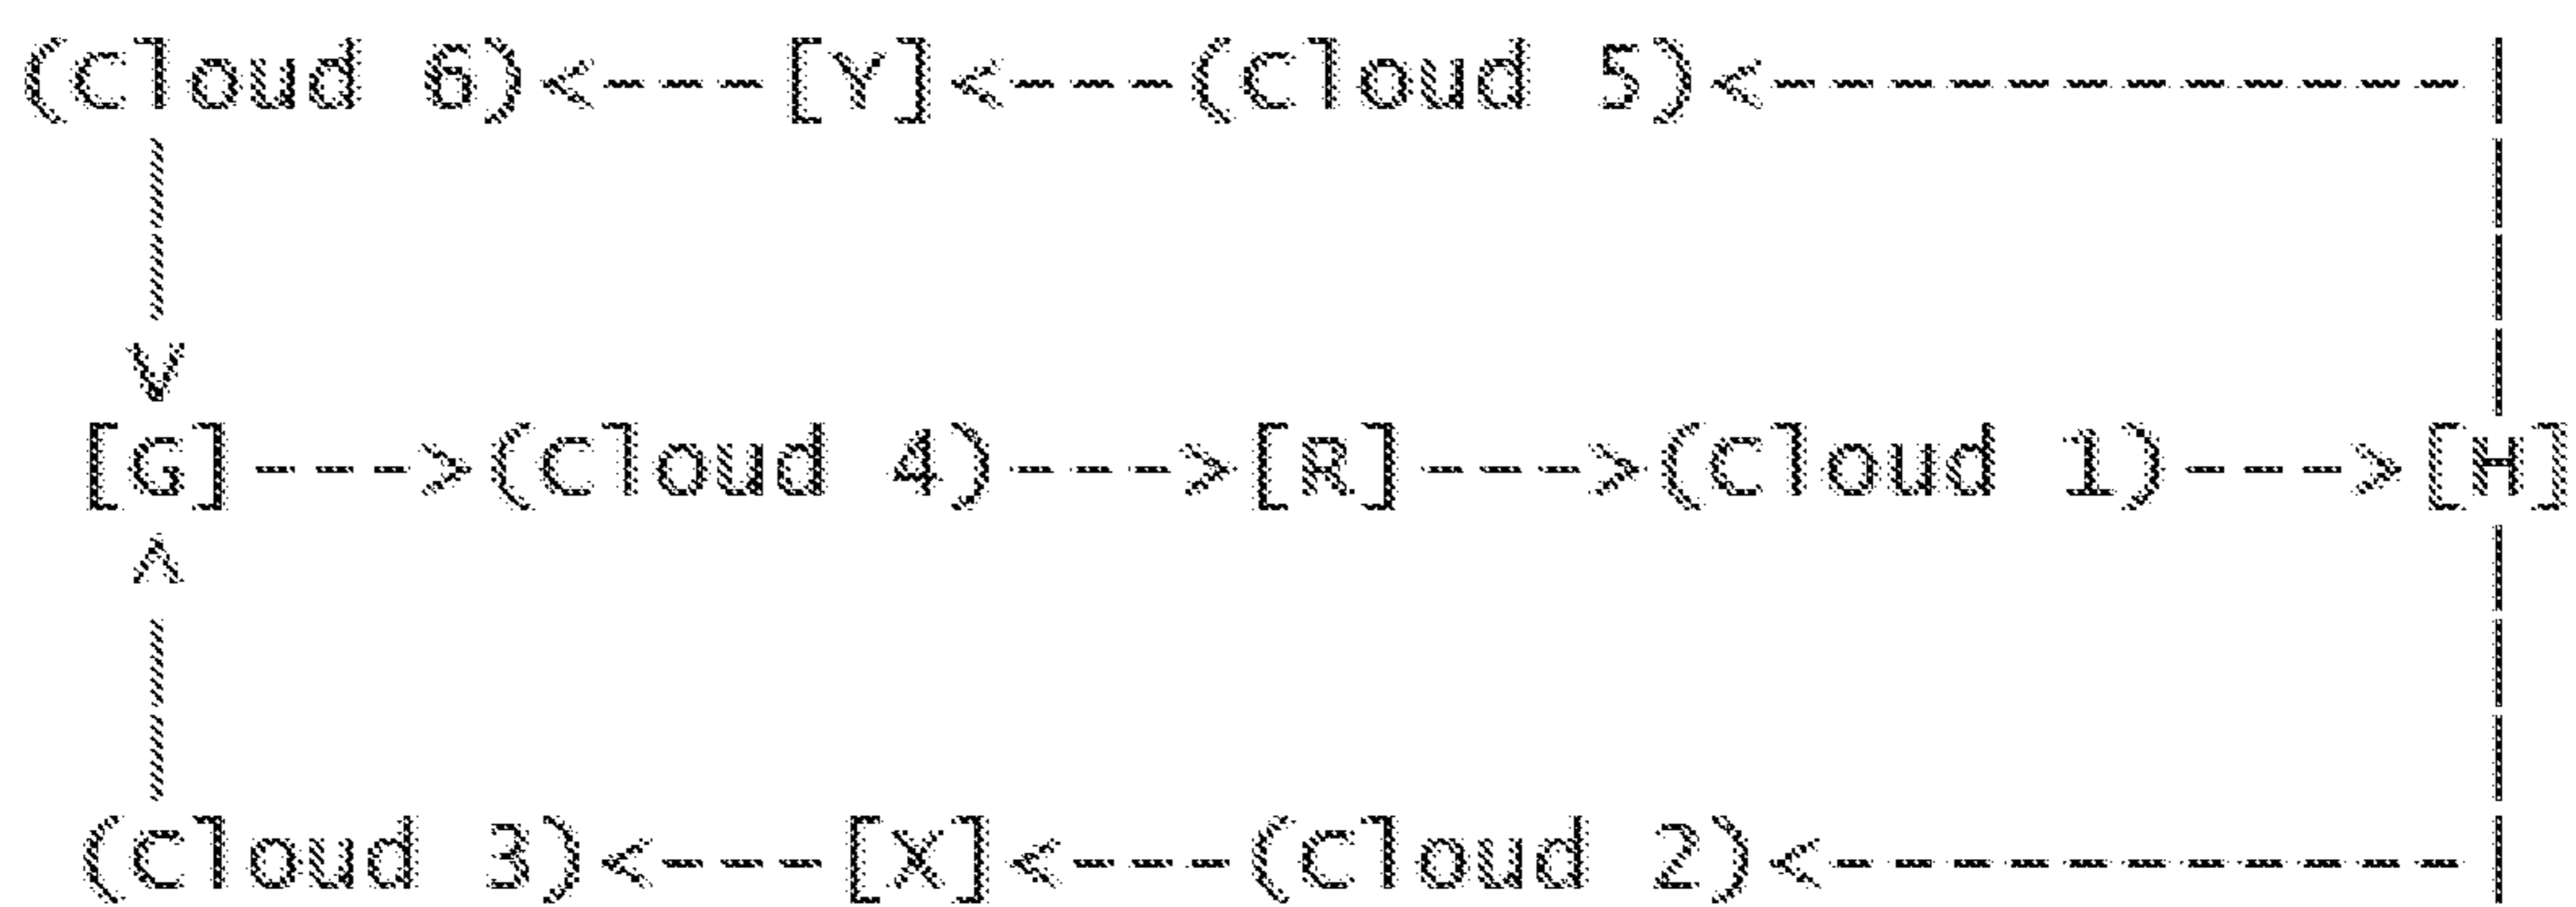 (Cloud 6)<---[Y]<---(Cloud 5)<------------|
  |                                       |
  |                                       |
  V                                       |
 [G]--->(Cloud 4)--->[R]--->(Cloud 1)--->[H]
  ^                                       |
  |                                       |
  |                                       |
 (Cloud 3)<---[X]<---(Cloud 2)<-----------|